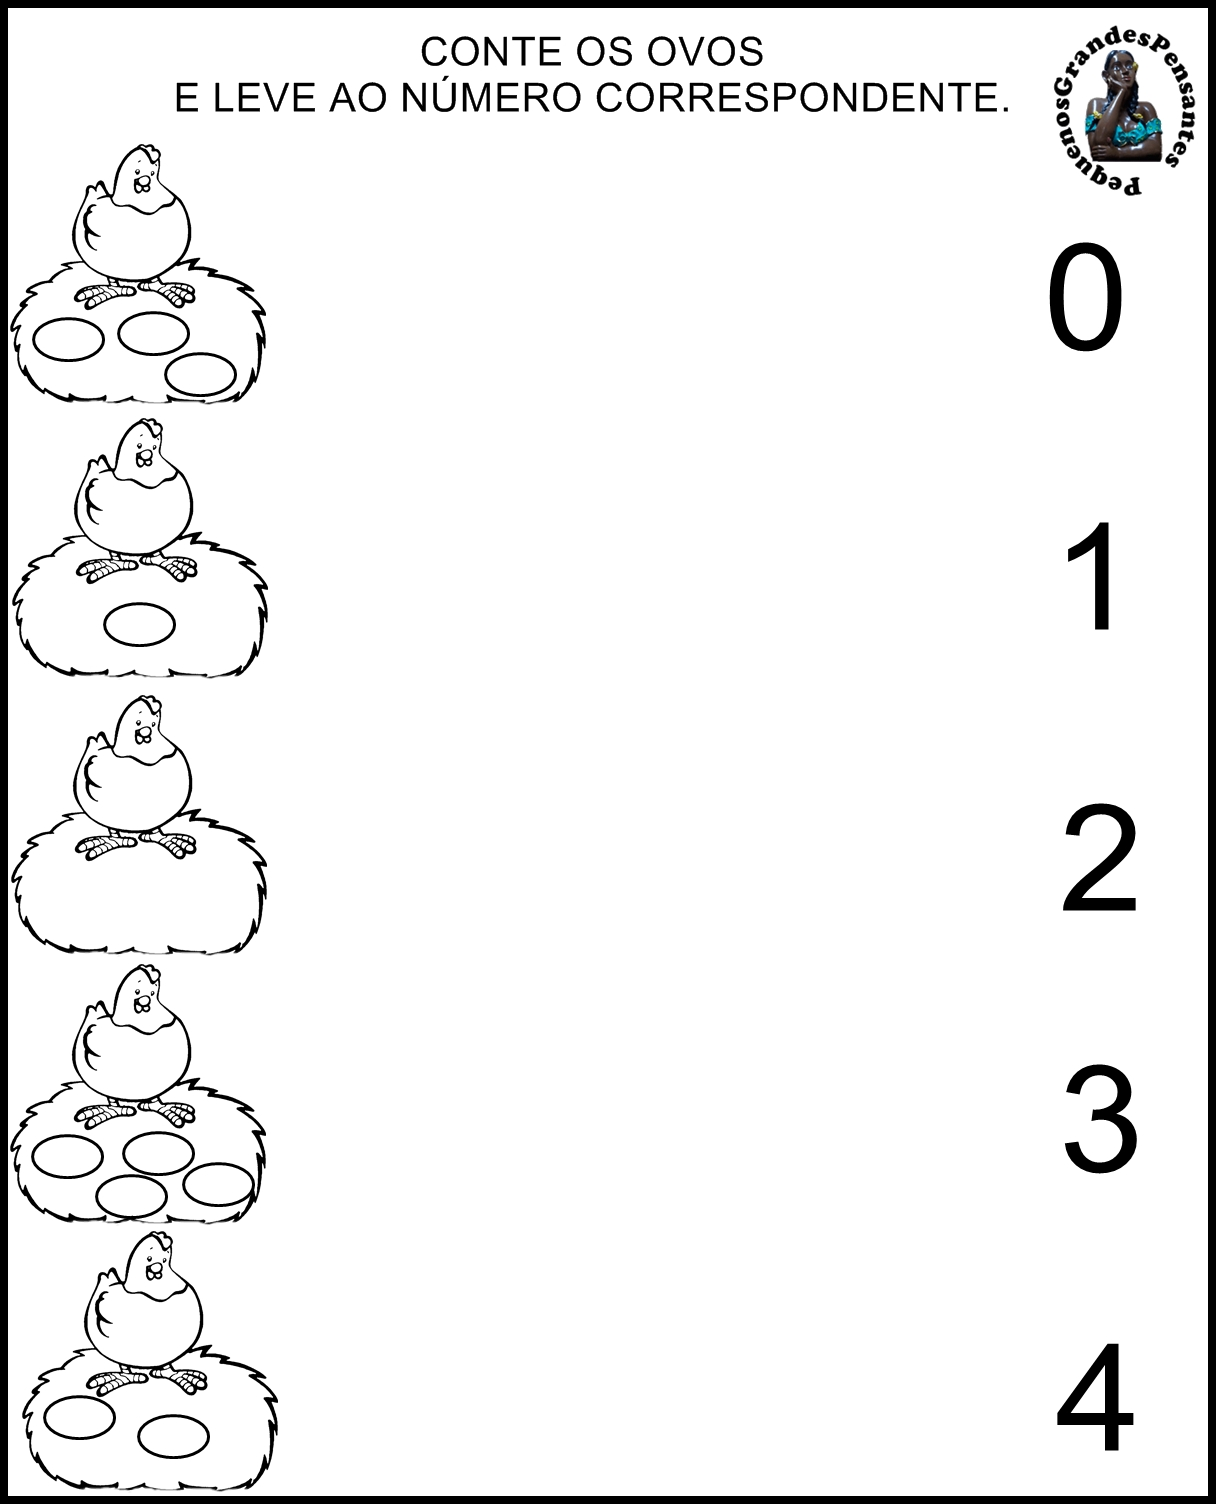 CONTE OS OVOS
E LEVE AO NÚMERO CORRESPONDENTE.
PequenosGrandesPensantes
0
1
2
3
4